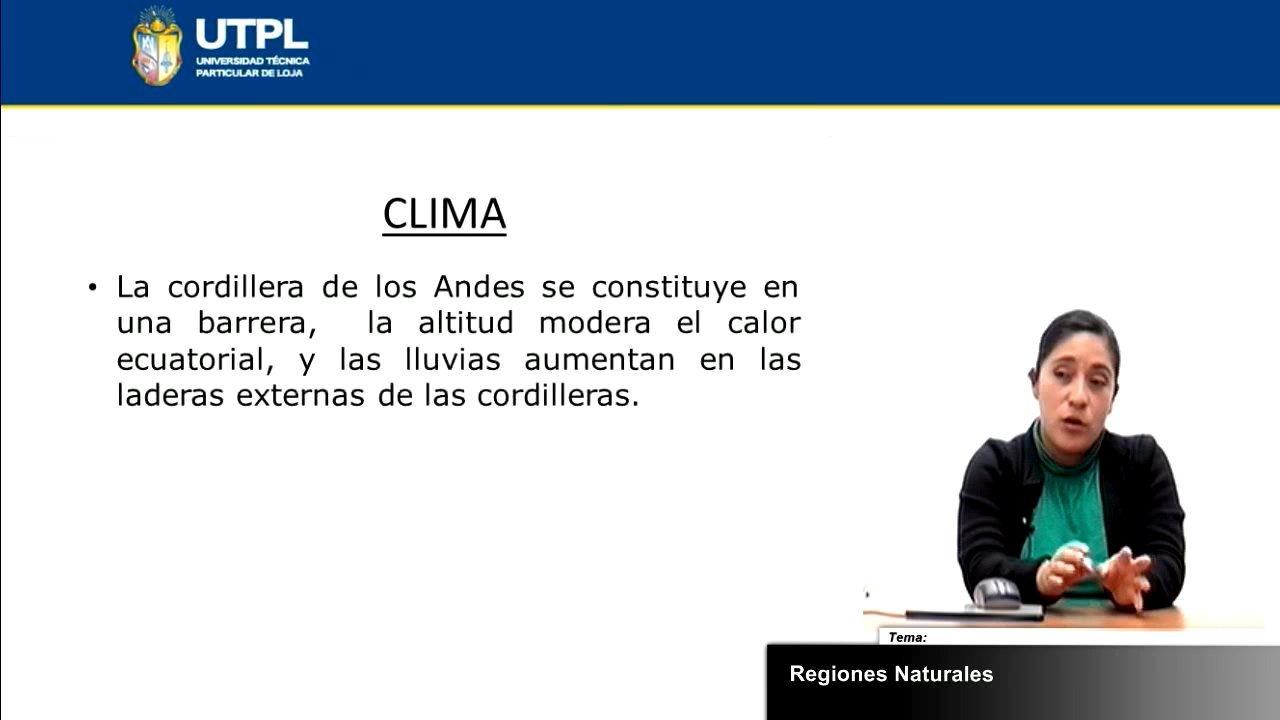 UTPL
UNIVERSIDAD TÉCNICA
PARTICULAR DE LOJA
CLIMA
• La cordillera de los Andes se constituye en
una barrera, la altitud modera el calor
ecuatorial, y las lluvias aumentan en las
laderas externas de las cordilleras.
Tema:
Regiones Naturales